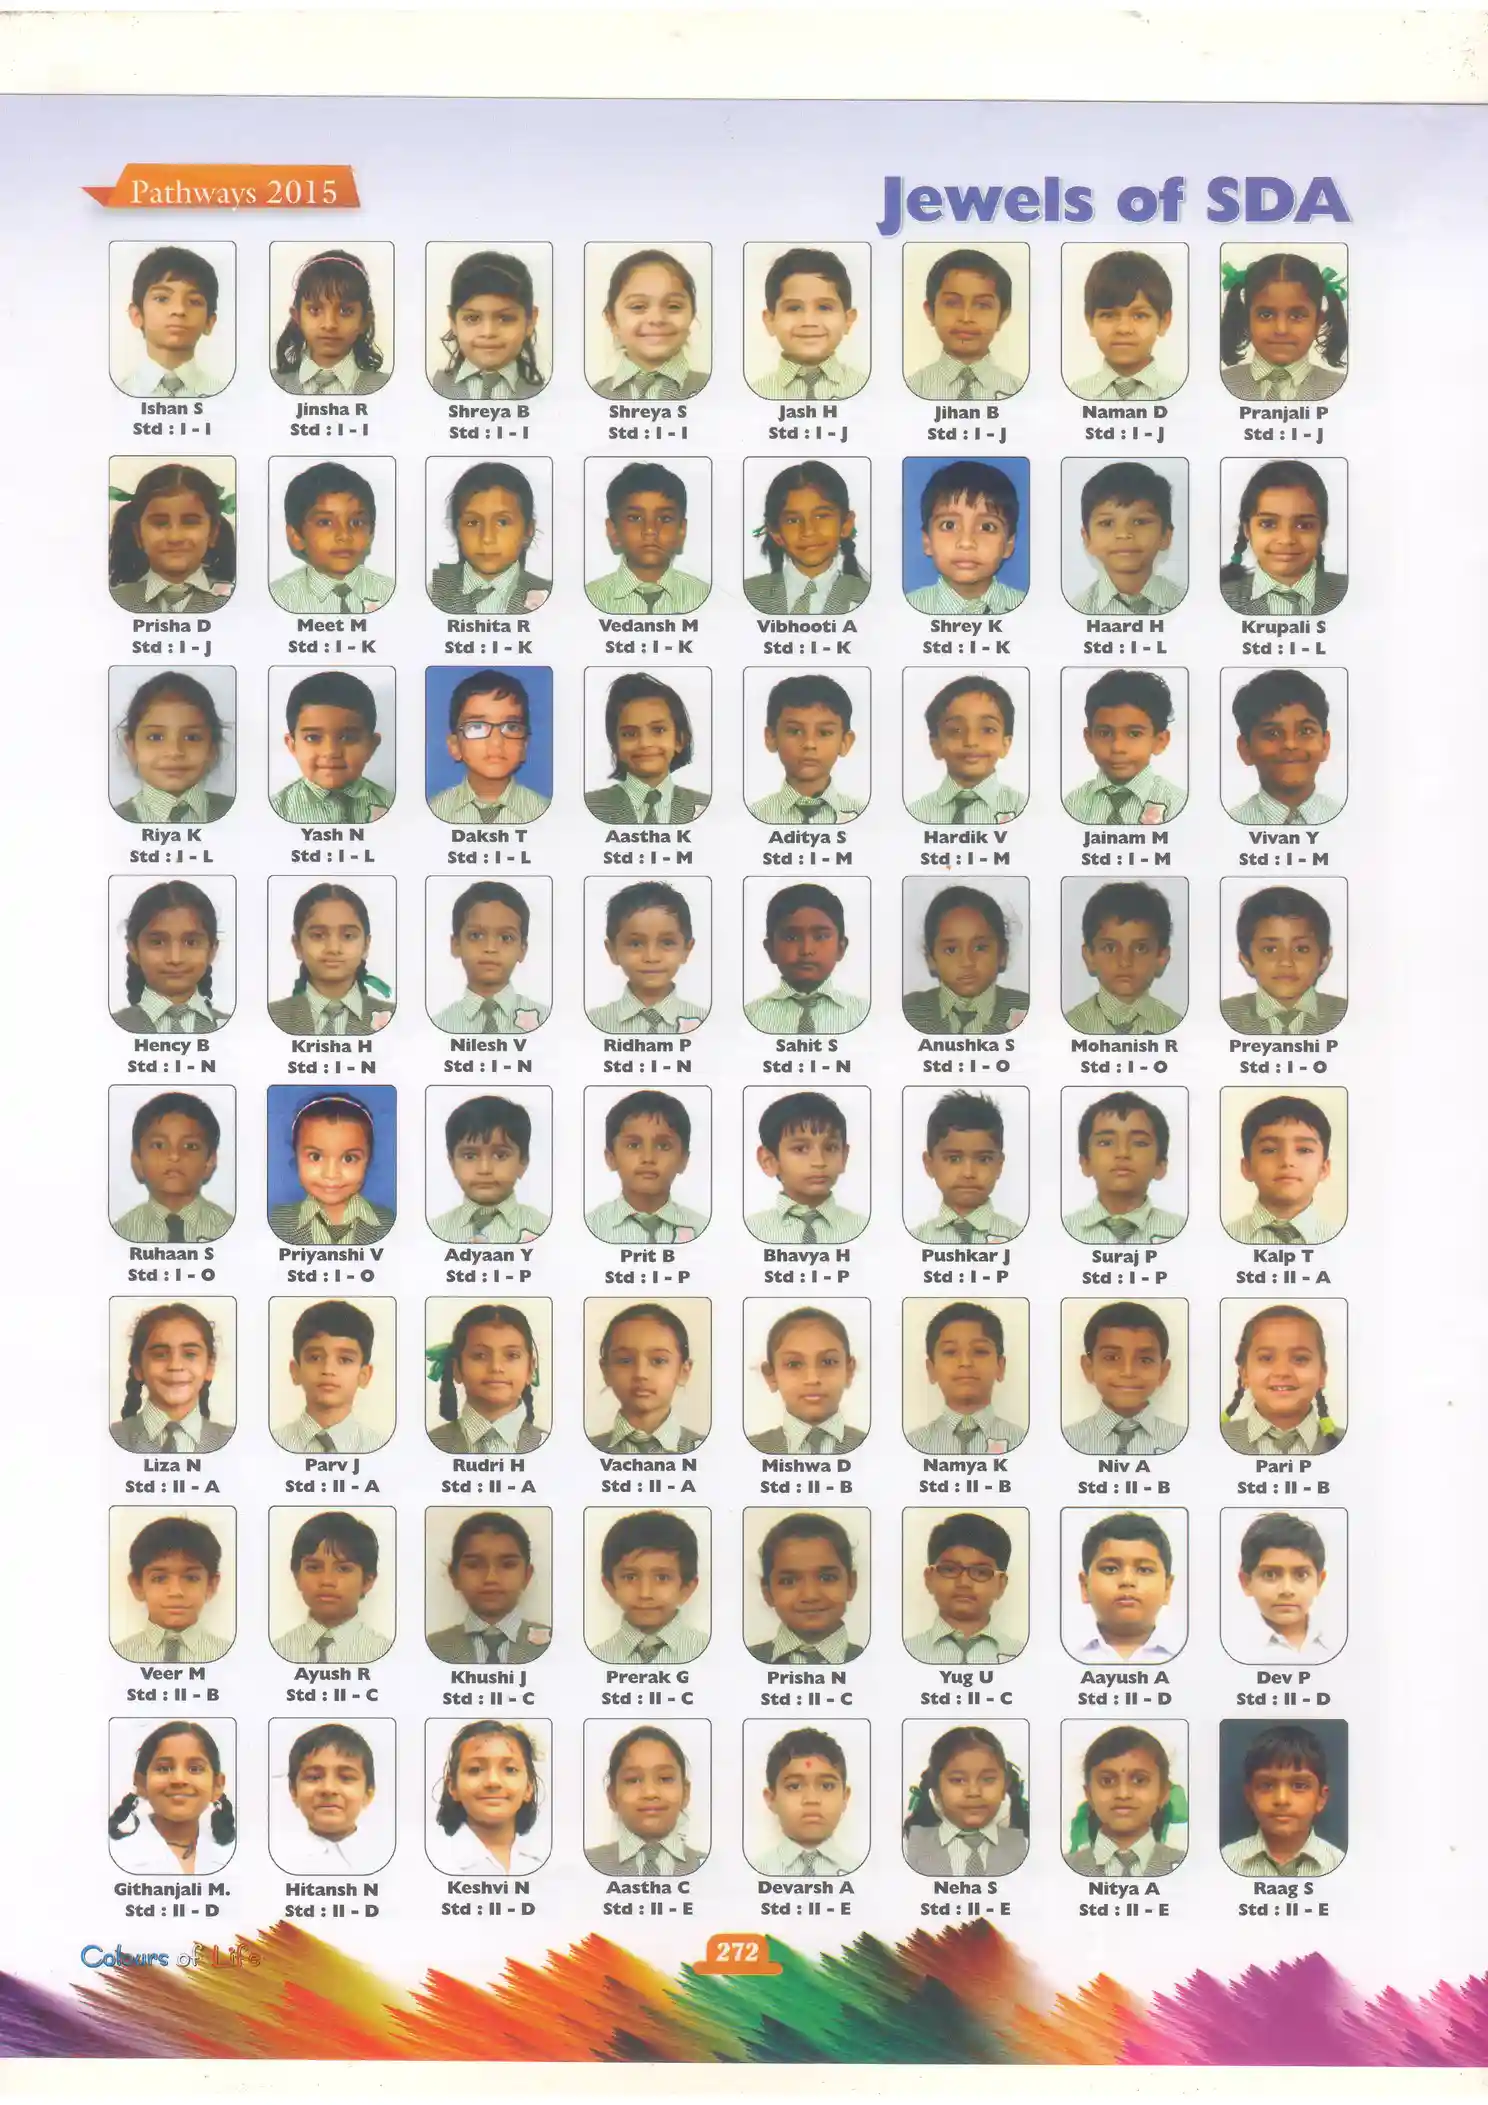 Pathways 2015
Jewels of SDA
Ishan S Jinsha R Shreya B Shreya S Jash H Jihan B Naman D Pranjali P
Std : I - I Std : I - I Std : I - I Std : I - I Std : I - J Std : I - J Std : I - J Std : I - J
Prisha D Meet M Rishita R Vedansh M Vibhooti A Shrey K Haard H Krupali S
Std : I - J Std : I - K Std : I - K Std : I - K Std : I - K Std : I - K Std : I - L Std : I - L
Riya K Yash N Daksh T Aastha K Aditya S Hardik V Jainam M Vivan Y
Std : I - L Std : I - L Std : I - L Std : I - M Std : I - M Std : I - M Std : I - M Std : I - M
Hency B Krisha H Nilesh V Ridham P Sahit S Anushka S Mohanish R Preyanshi P
Std : I - N Std : I - N Std : I - N Std : I - N Std : I - N Std : I - O Std : I - O Std : I - O
Ruhaan S Priyanshi V Adyaan Y Prit B Bhavya H Pushkar J Suraj P Kalp T
Std : I - O Std : I - O Std : I - P Std : I - P Std : I - P Std : I - P Std : I - P Std : II - A
Liza N Parv J Rudri H Vachana N Mishwa D Namya K Niv A Pari P
Std : II - A Std : II - A Std : II - A Std : II - A Std : II - B Std : II - B Std : II - B Std : II - B
Veer M Ayush R Khushi J Prerak G Prisha N Yug U Aayush A Dev P
Std : II - B Std : II - C Std : II - C Std : II - C Std : II - C Std : II - C Std : II - D Std : II - D
Githanjali M. Hitansh N Keshvi N Aastha C Devarsh A Neha S Nitya A Raag S
Std : II - D Std : II - D Std : II - D Std : II - E Std : II - E Std : II - E Std : II - E Std : II - E
Colours of Life
272